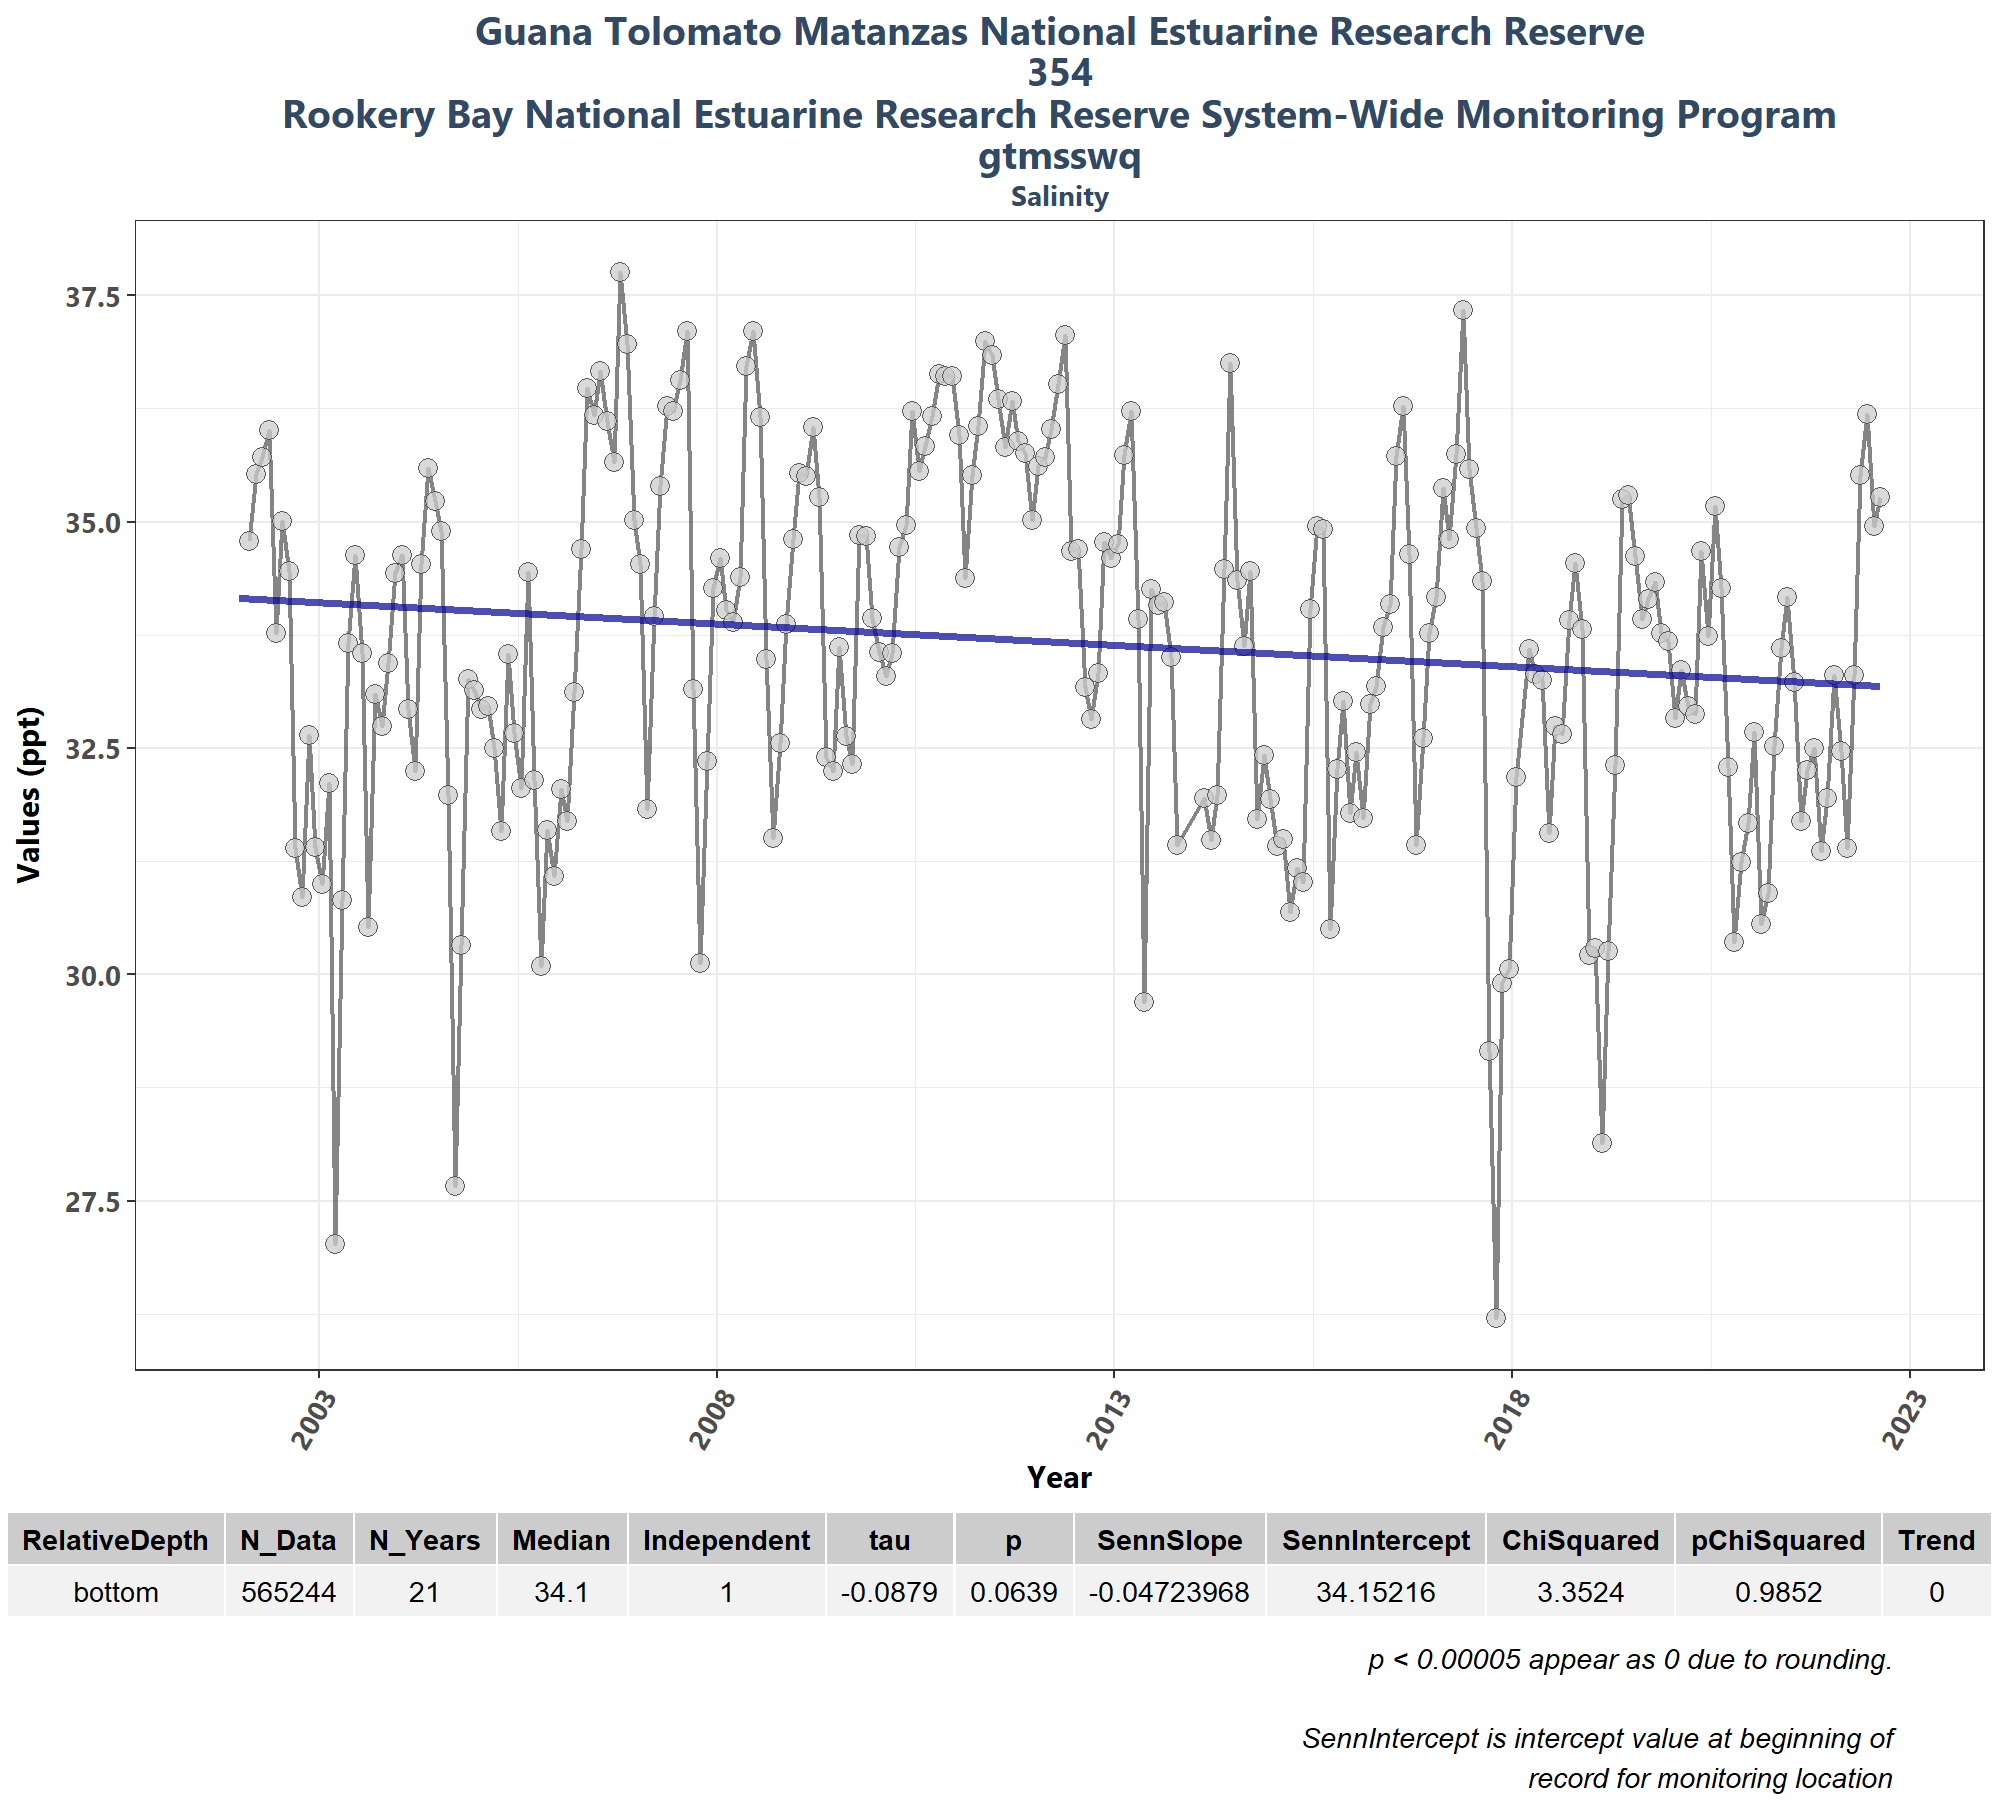 Guana Tolomato Matanzas National Estuarine Research Reserve
354
Rookery Bay National Estuarine Research Reserve System-Wide Monitoring Program
gtmsswq
Salinity
Values (ppt)
37.5
35.0
32.5
30.0
27.5
2003 2008 2013 2018 2023
Year
RelativeDepth N_Data N_Years Median Independent tau p SennSlope SennIntercept ChiSquared pChiSquared Trend
bottom 565244 21 34.1 1 -0.0879 0.0639 -0.04723968 34.15216 3.3524 0.9852 0
p < 0.00005 appear as 0 due to rounding.
SennIntercept is intercept value at beginning of
record for monitoring location